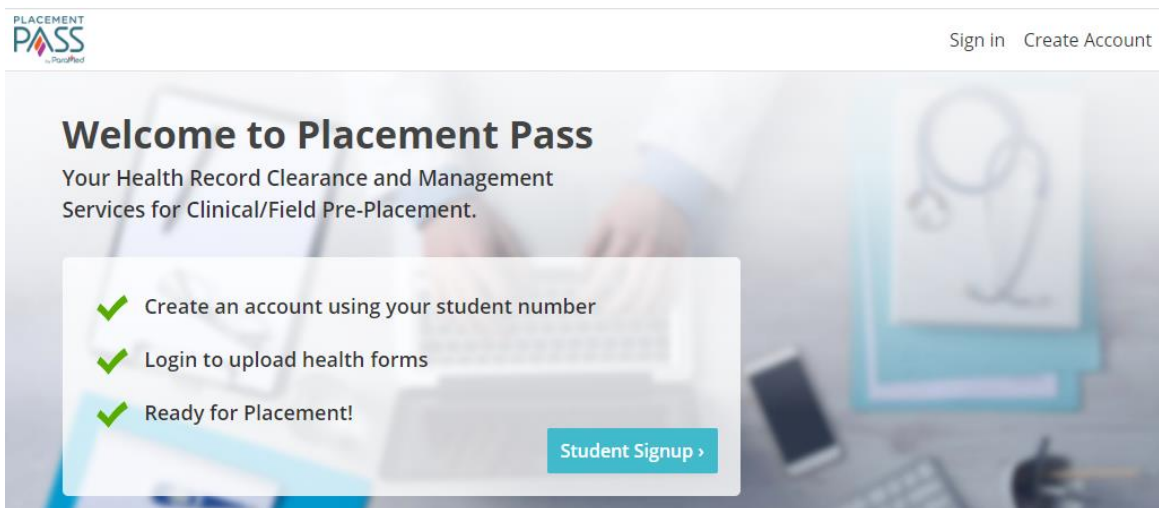 PLACEMENT
PASS
by ParaMed
Sign in Create Account
Welcome to Placement Pass
Your Health Record Clearance and Management
Services for Clinical/Field Pre-Placement.
Create an account using your student number
Login to upload health forms
Ready for Placement!
Student Signup ›